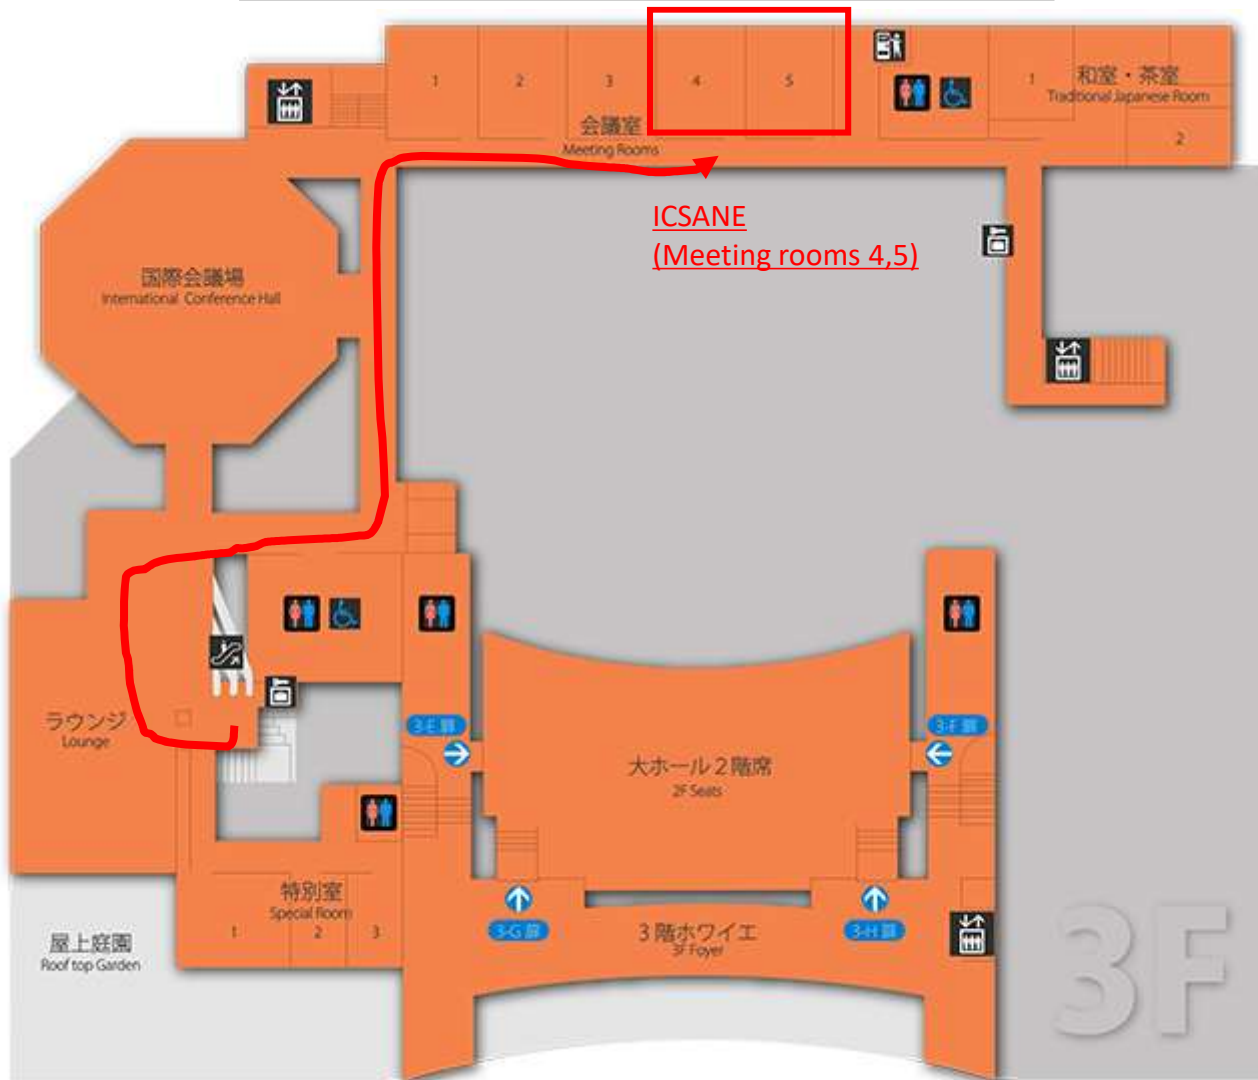 1
2
3
4
5
会議室
Meeting Rooms
1
和室・茶室
Traditional Japanese Room
2
ICSANE
(Meeting rooms 4,5)
国際会議場
International Conference Hall
ラウンジ
Lounge
3-E 扉
3-F 扉
大ホール2階席
2F Seats
特別室
Special Room
1
2
3
3-G 扉
3階ホワイエ
3F Foyer
3-H 扉
屋上庭園
Roof top Garden
3F